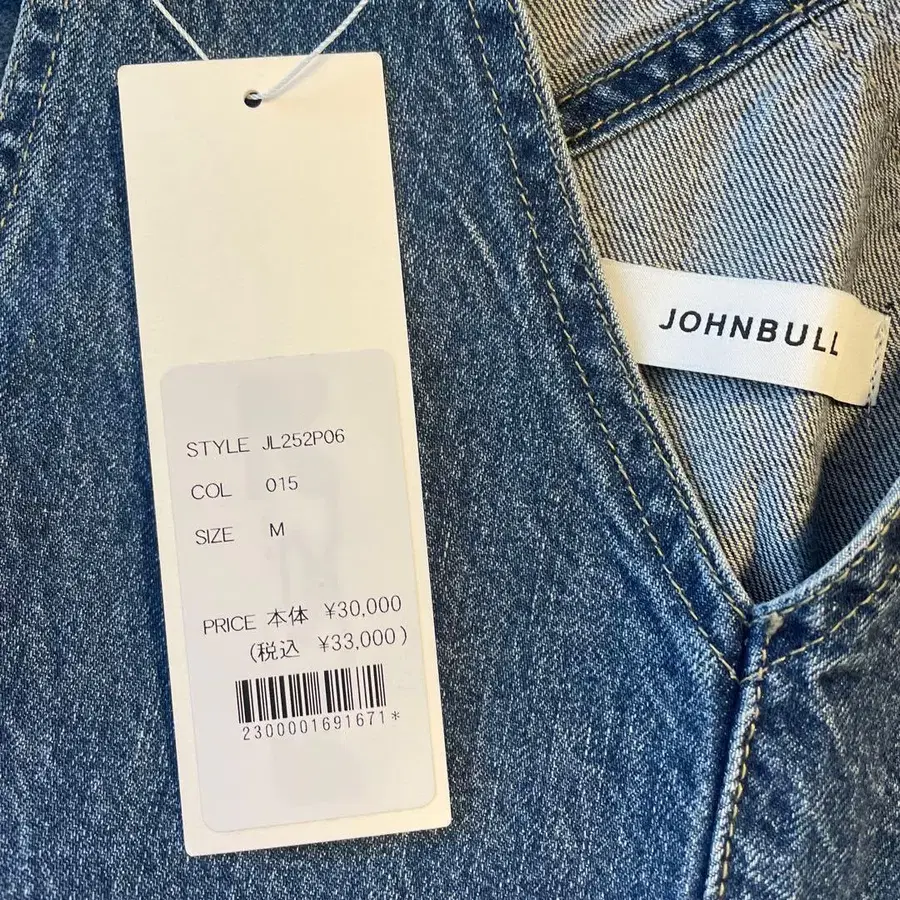 JOHNBULL
STYLE JL252P06
COL 015
SIZE M
PRICE 本体 ¥30,000
(税込 ¥33,000)
2300001691671*